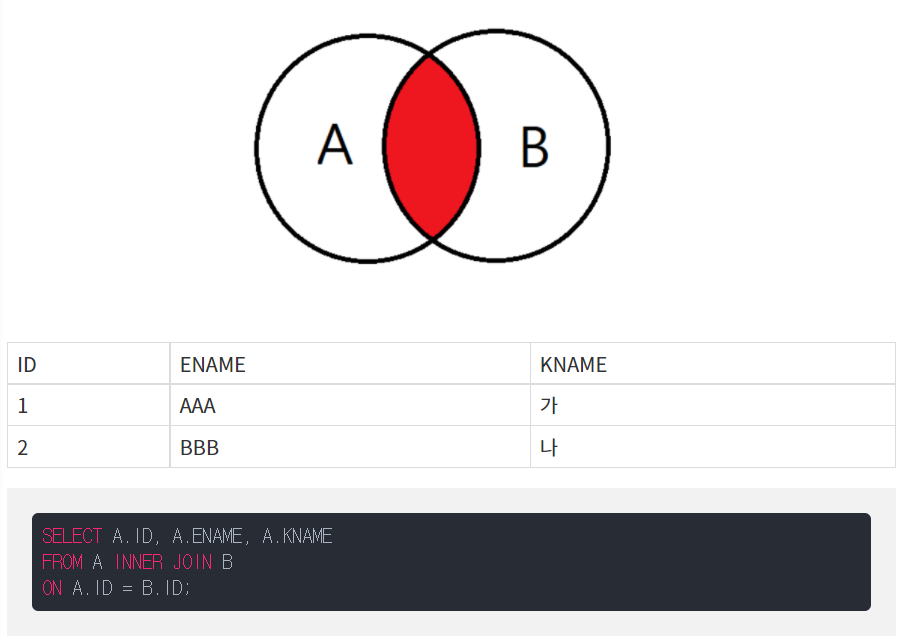 A B
ID ENAME KNAME
1 AAA 가
2 BBB 나
SELECT A.ID, A.ENAME, A.KNAME
FROM A INNER JOIN B
ON A.ID = B.ID;